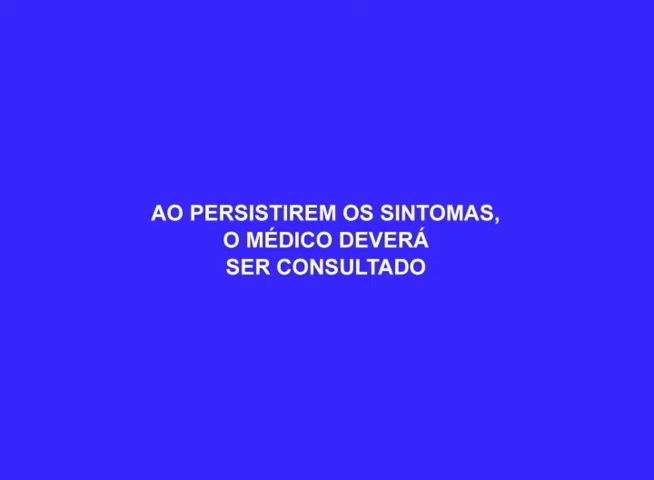 AO PERSISTIREM OS SINTOMAS,
O MÉDICO DEVERÁ
SER CONSULTADO